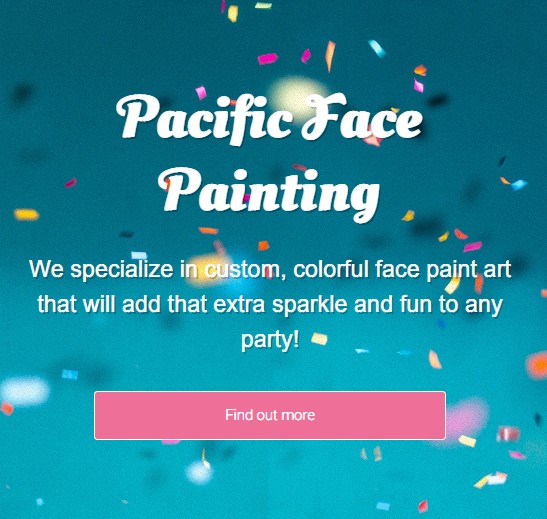 Pacific Face
Painting
We specialize in custom, colorful face paint art
that will add that extra sparkle and fun to any
party!
Find out more